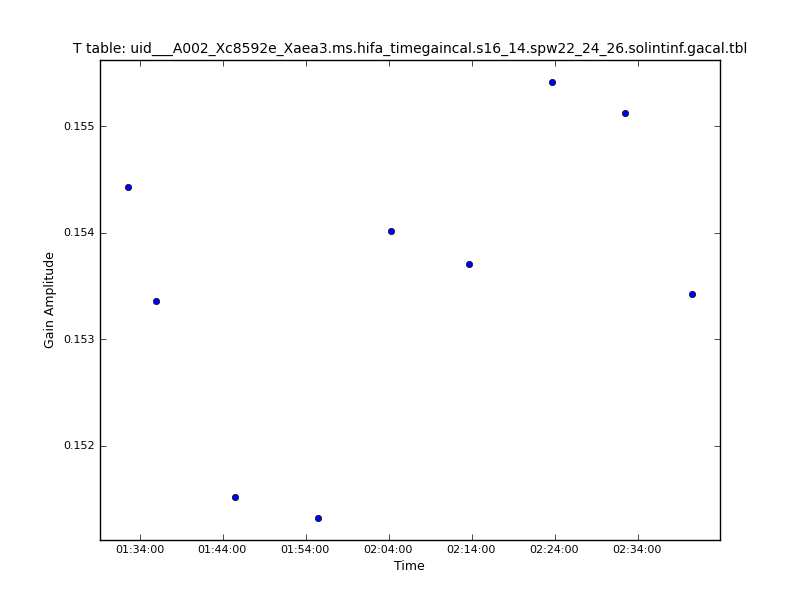 T table: uid___A002_Xc8592e_Xaea3.ms.hifa_timegaincal.s16_14.spw22_24_26.solintinf.gacal.tbl
0.155
0.154
0.153
0.152
Gain Amplitude
01:34:00 01:44:00 01:54:00 02:04:00 02:14:00 02:24:00 02:34:00
Time